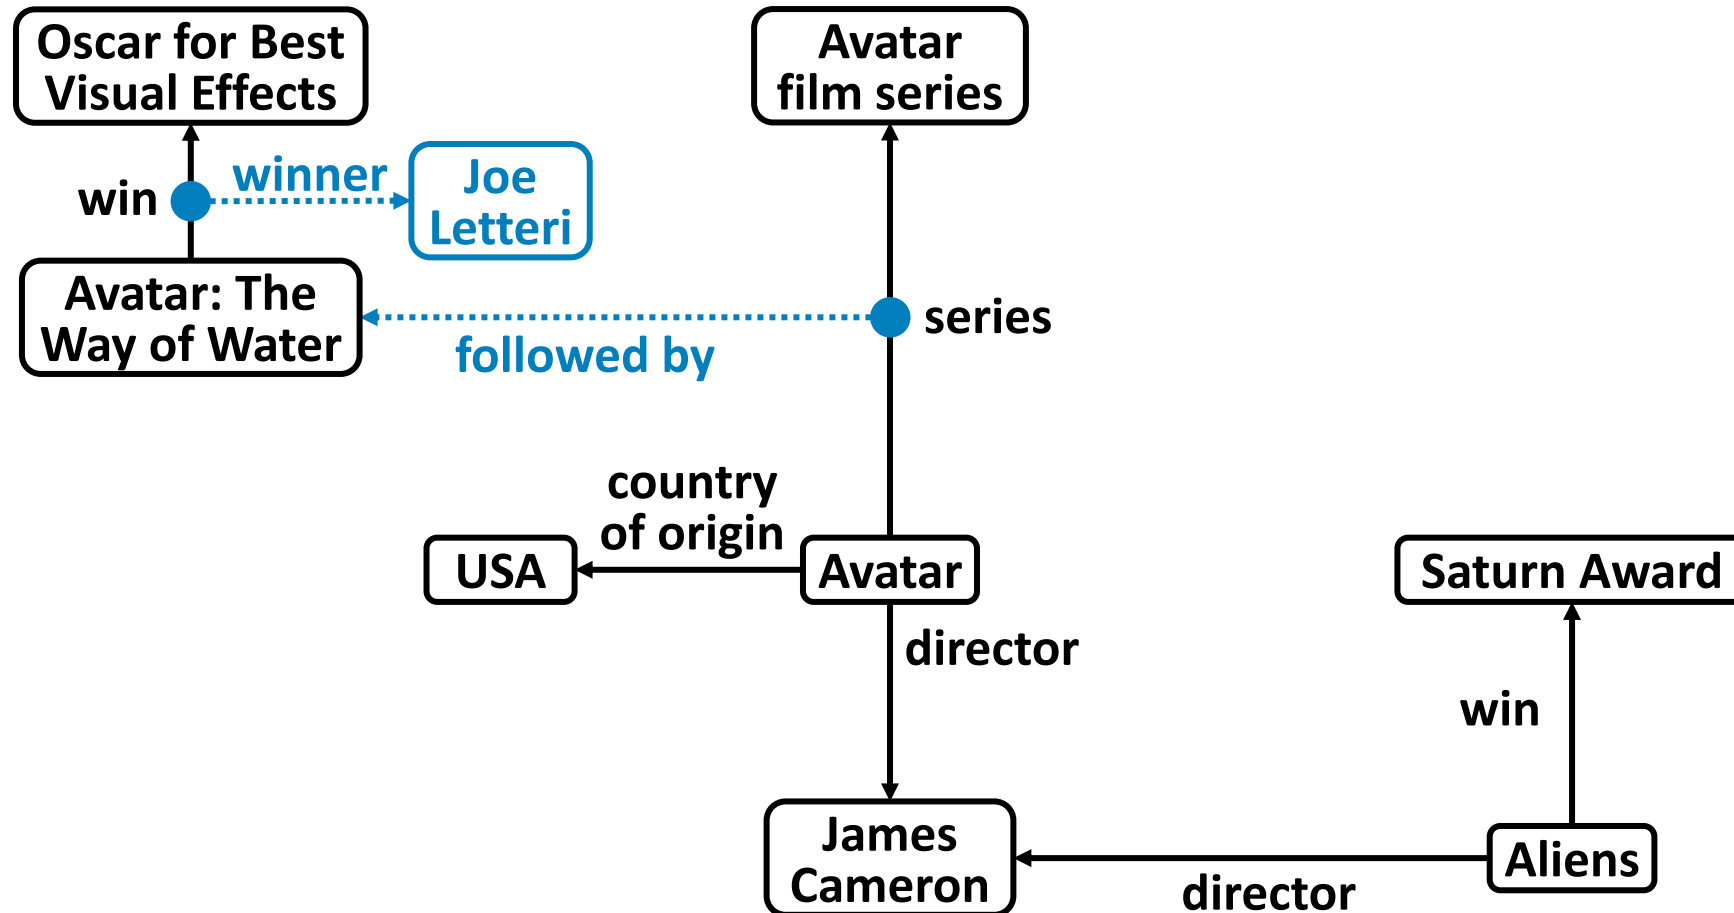 Oscar for Best
Visual Effects
Avatar
film series
winner
Joe
Letteri
win
Avatar: The
Way of Water
series
followed by
country
of origin
USA
Avatar
Saturn Award
director
win
James
Cameron
Aliens
director